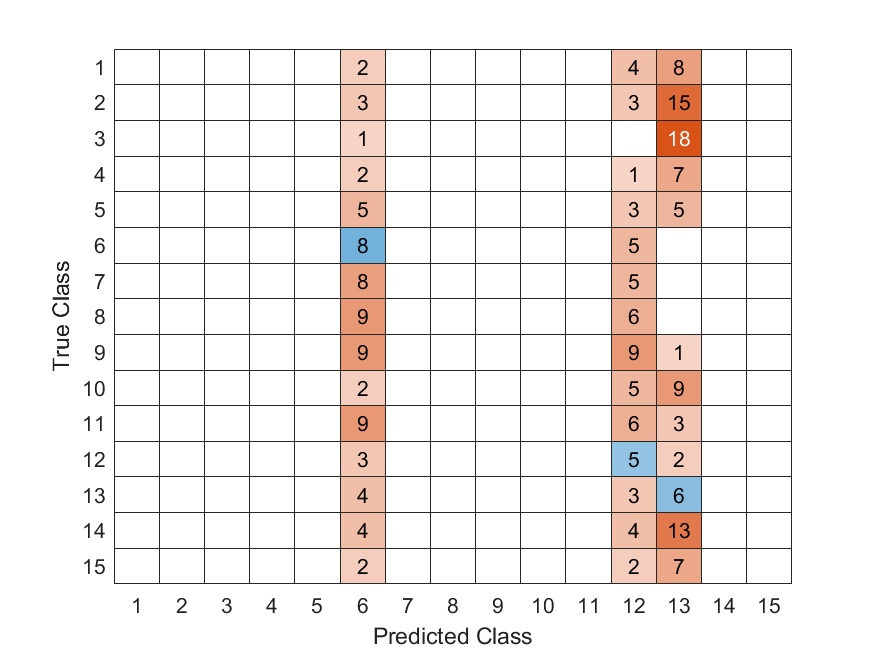 1 2 4 8
2 3 3 15
3 1 18
4 2 1 7
5 5 3 5
6 8 5
7 8 5
8 9 6
9 9 9 1
10 2 5 9
11 9 6 3
12 3 5 2
13 4 3 6
14 4 4 13
15 2 2 7
True Class
1 2 3 4 5 6 7 8 9 10 11 12 13 14 15
Predicted Class